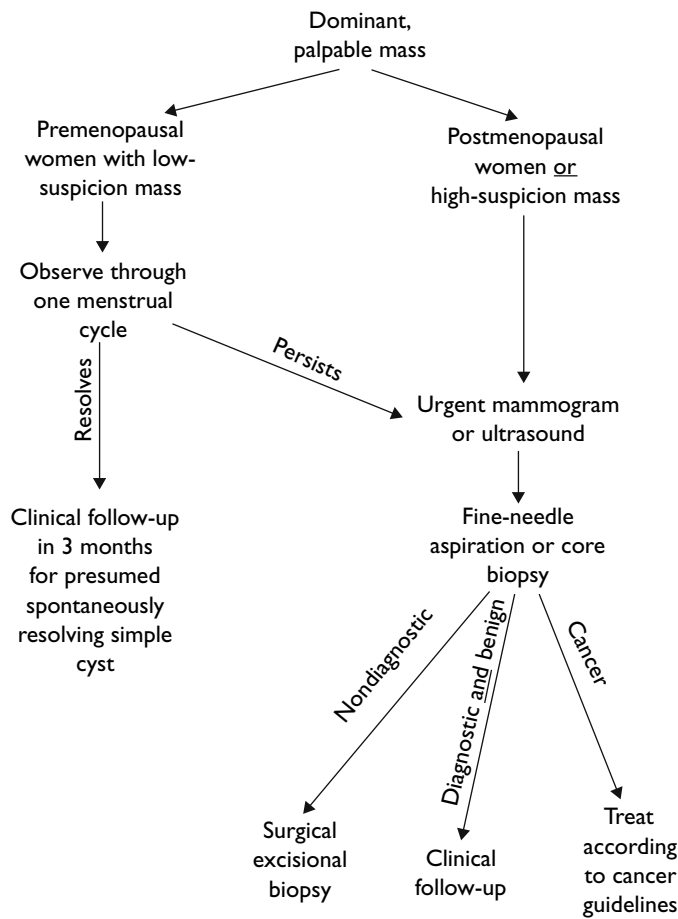 Dominant,
palpable mass
Premenopausal
women with low-
suspicion mass
Postmenopausal
women or
high-suspicion mass
Observe through
one menstrual
cycle
Persists
Resolves
Urgent mammogram
or ultrasound
Clinical follow-up
in 3 months
for presumed
spontaneously
resolving simple
cyst
Fine-needle
aspiration or core
biopsy
Nondiagnostic
Diagnostic and benign
Cancer
Surgical
excisional
biopsy
Clinical
follow-up
Treat
according
to cancer
guidelines